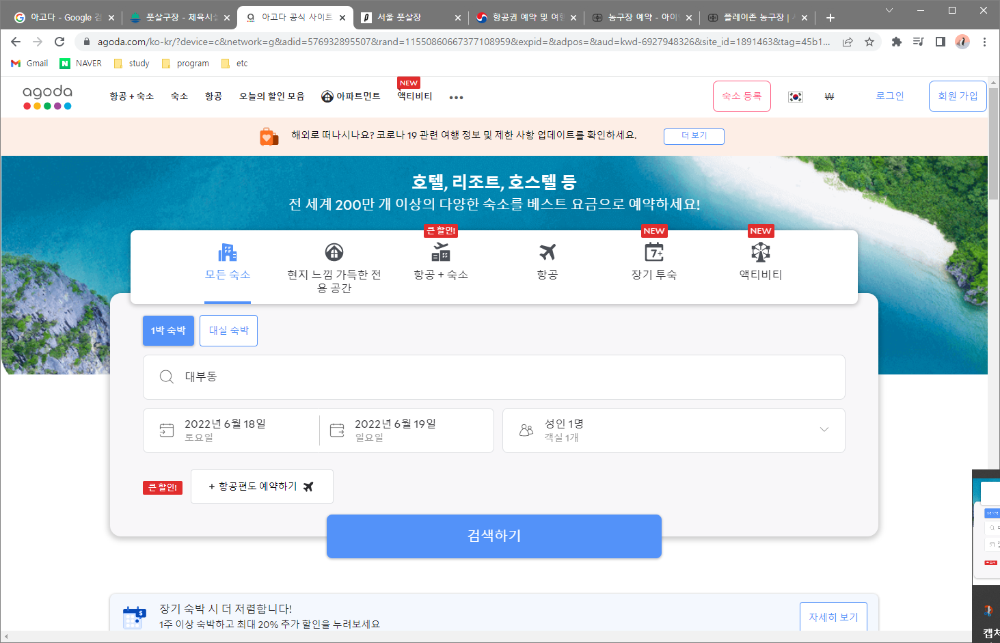 아고다 - Google 검
풋살구장 - 체육시설
아고다 공식 사이트
서울 풋살장
항공권 예약 및 여행
농구장 예약 - 아이
플레이존 농구장 |
agoda.com/ko-kr/?device=c&network=g&adid=576932895507&rand=11550860667377108959&expid=&adpos=&aud=kwd-6927948326&site_id=1891463&tag=45b1...
Gmail
NAVER
study
program
etc
agoda
항공 + 숙소
숙소
항공
오늘의 할인 모음
아파트먼트
NEW
액티비티
숙소 등록
₩
로그인
회원 가입
해외로 떠나시나요? 코로나 19 관련 여행 정보 및 제한 사항 업데이트를 확인하세요.
더 보기
호텔, 리조트, 호스텔 등
전 세계 200만 개 이상의 다양한 숙소를 베스트 요금으로 예약하세요!
모든 숙소
현지 느낌 가득한 전
용 공간
큰 할인!
항공 + 숙소
항공
NEW
7+
장기 투숙
NEW
액티비티
1박 숙박
대실 숙박
대부동
2022년 6월 18일
토요일
2022년 6월 19일
일요일
성인 1명
객실 1개
큰 할인!
+ 항공편도 예약하기
검색하기
장기 숙박 시 더 저렴합니다!
1주 이상 숙박하고 최대 20% 추가 할인을 누려보세요
자세히 보기